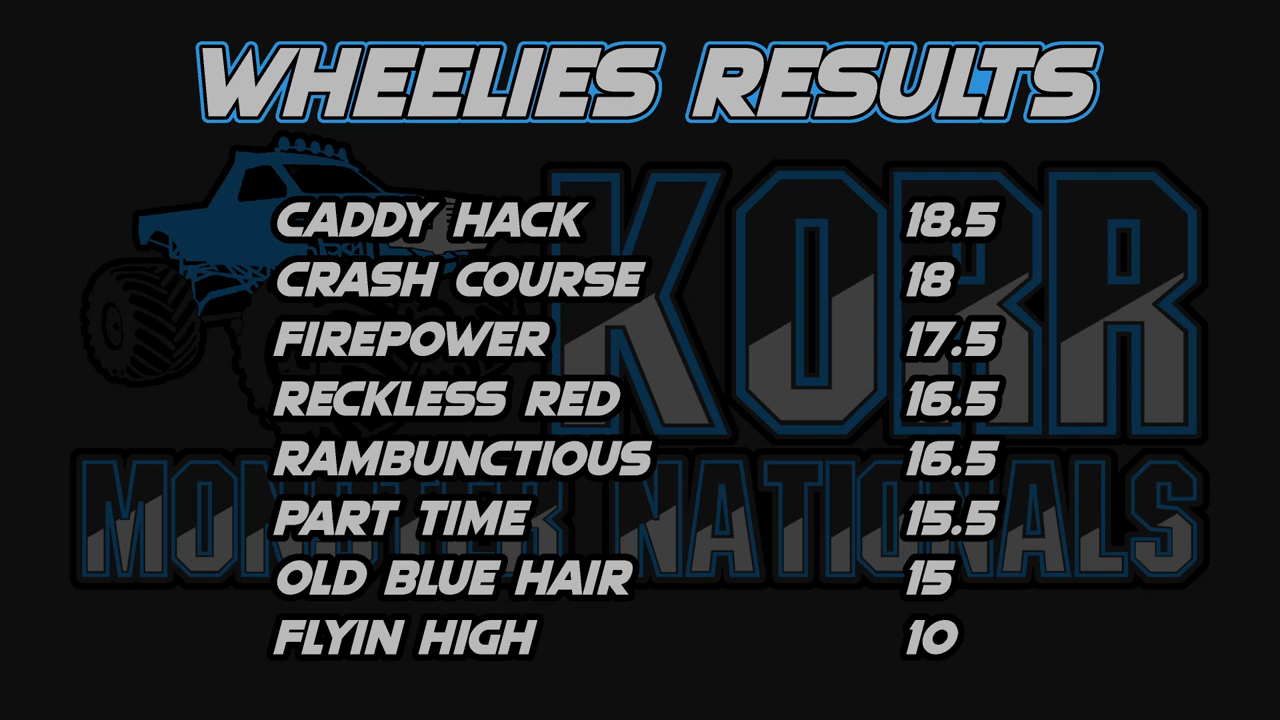 WHEELIES RESULTS
KORR
MONSTER NATIONALS
CADDY HACK 18.5
CRASH COURSE 18
FIREPOWER 17.5
RECKLESS RED 16.5
RAMBUNCTIOUS 16.5
PART TIME 15.5
OLD BLUE HAIR 15
FLYIN HIGH 10